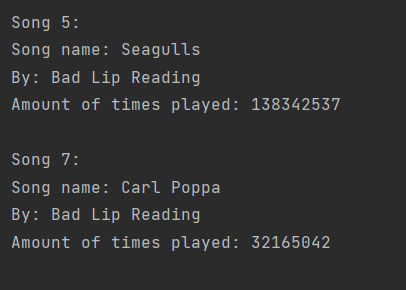 Song 5:
Song name: Seagulls
By: Bad Lip Reading
Amount of times played: 138342537
Song 7:
Song name: Carl Poppa
By: Bad Lip Reading
Amount of times played: 32165042